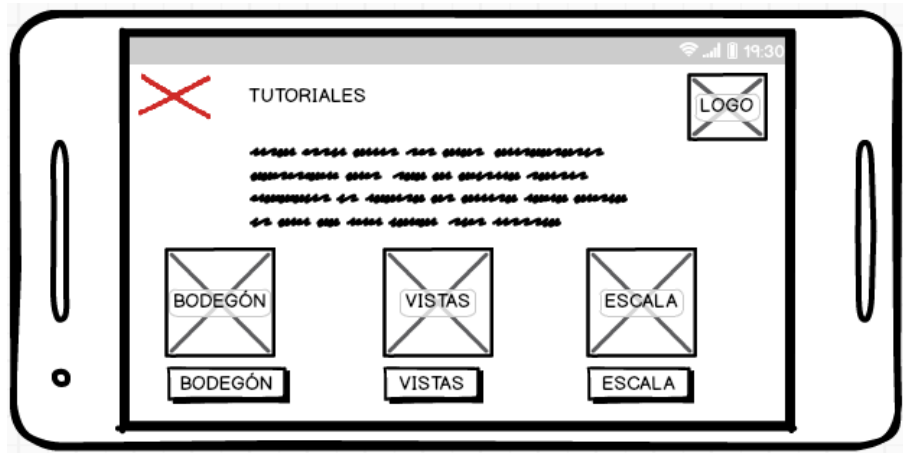 19:30
TUTORIALES
LOGO
BODEGÓN
VISTAS
ESCALA
BODEGÓN
VISTAS
ESCALA